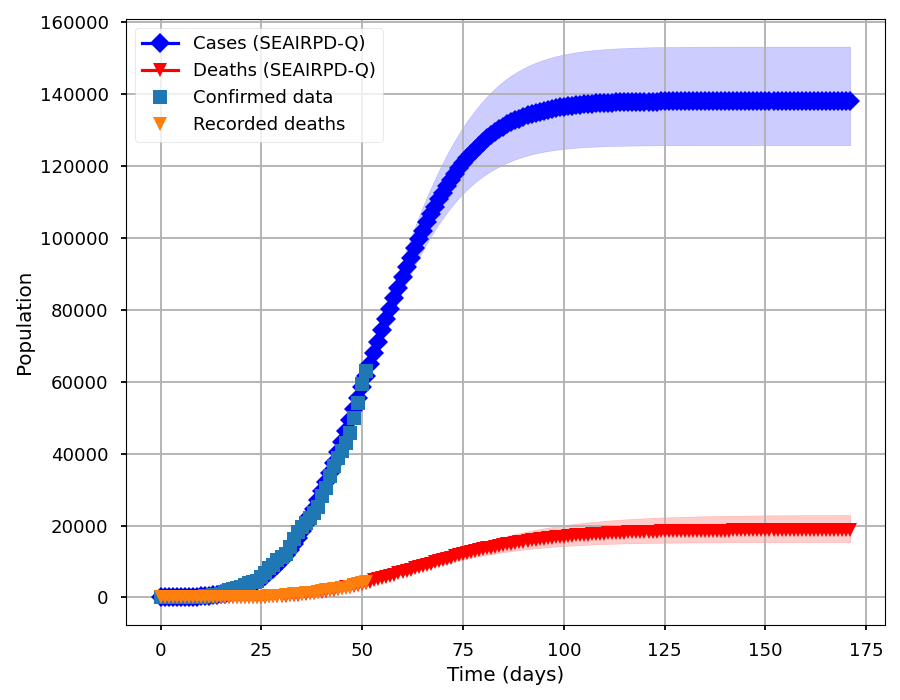 160000
140000
120000
100000
80000
60000
40000
20000
0
Population
Cases (SEAIRPD-Q)
Deaths (SEAIRPD-Q)
Confirmed data
Recorded deaths
0 25 50 75 100 125 150 175
Time (days)